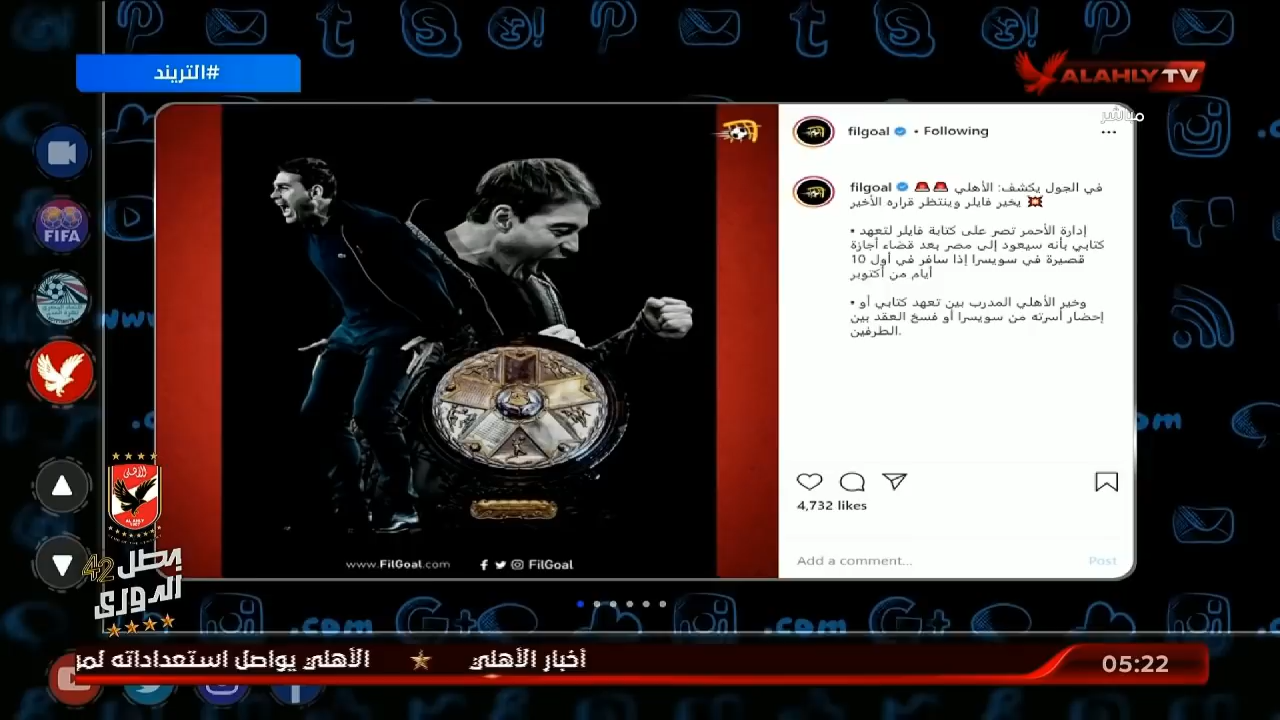 #التريند
ALAHLY TV
مباشر
filgoal • Following
filgoal 🚨🚨 في الجول يكشف: الأهلي
يخير فايلر وينتظر قراره الأخير 💥
• إدارة الأحمر تصر على كتابة فايلر لتعهد
كتابي بأنه سيعود إلى مصر بعد قضاء أجازة
قصيرة في سويسرا إذا سافر في أول 10
أيام من أكتوبر
• وخير الأهلي المدرب بين تعهد كتابي أو
إحضار أسرته من سويسرا أو فسخ العقد بين
الطرفين.
4,732 likes
Add a comment...
Post
www.FilGoal.com
FilGoal
FIFA
بطل
الدورى
42
أخبار الأهلي
الأهلي يواصل استعداداته لمر
05:22